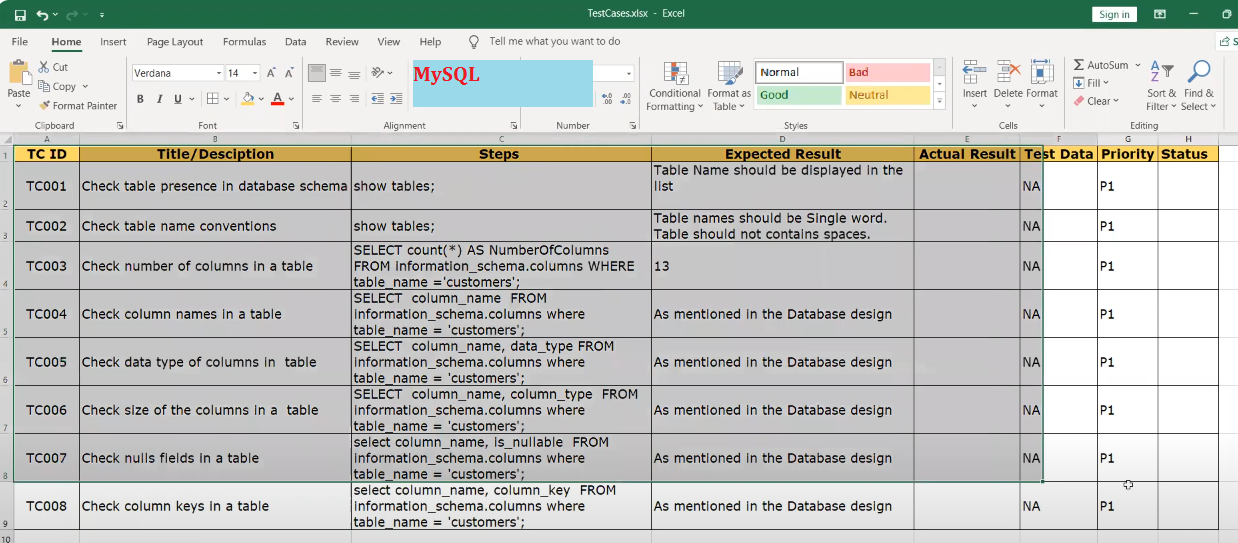 TestCases.xlsx - Excel
Sign in
File Home Insert Page Layout Formulas Data Review View Help Tell me what you want to do
Paste
Cut
Copy
Format Painter
Clipboard
Verdana 14
B I U
Font
Alignment
MySQL
Number
Conditional Formatting
Format as Table
Normal Bad
Good Neutral
Styles
Insert Delete Format
Cells
AutoSum
Fill
Clear
Sort & Filter
Find & Select
Editing
A B C D E F G H
1 TC ID Title/Desciption Steps Expected Result Actual Result Test Data Priority Status
2 TC001 Check table presence in database schema show tables; Table Name should be displayed in the list NA P1
3 TC002 Check table name conventions show tables; Table names should be Single word. Table should not contains spaces. NA P1
4 TC003 Check number of columns in a table SELECT count(*) AS NumberOfColumns FROM information_schema.columns WHERE table_name ='customers'; 13 NA P1
5 TC004 Check column names in a table SELECT column_name FROM information_schema.columns where table_name = 'customers'; As mentioned in the Database design NA P1
6 TC005 Check data type of columns in table SELECT column_name, data_type FROM information_schema.columns where table_name = 'customers'; As mentioned in the Database design NA P1
7 TC006 Check size of the columns in a table SELECT column_name, column_type FROM information_schema.columns where table_name = 'customers'; As mentioned in the Database design NA P1
8 TC007 Check nulls fields in a table select column_name, is_nullable FROM information_schema.columns where table_name = 'customers'; As mentioned in the Database design NA P1
9 TC008 Check column keys in a table select column_name, column_key FROM information_schema.columns where table_name = 'customers'; As mentioned in the Database design NA P1
10